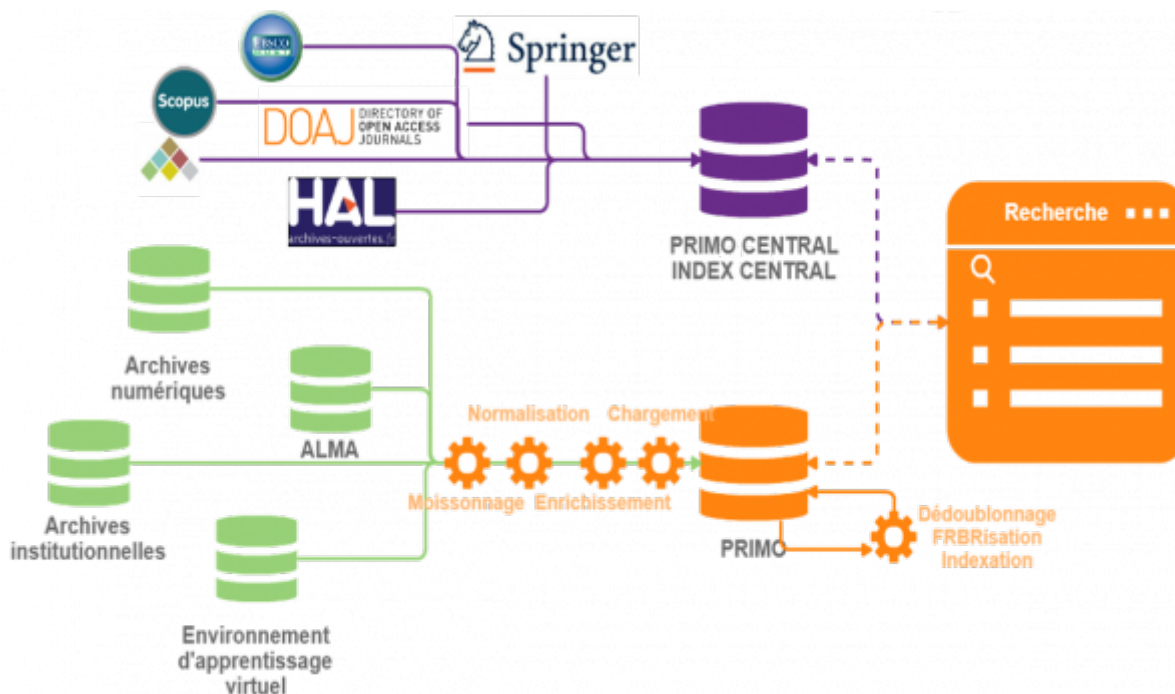 Springer
Scopus
DOAJ
DIRECTORY OF
OPEN ACCESS
JOURNALS
HAL
archives-ouvertes.fr
PRIMO CENTRAL
INDEX CENTRAL
Recherche
Archives
numériques
ALMA
Normalisation
Chargement
Moissonnage
Enrichissement
Archives
institutionnelles
PRIMO
Dédoublonnage
FRBRisation
Indexation
Environnement
d'apprentissage
virtuel